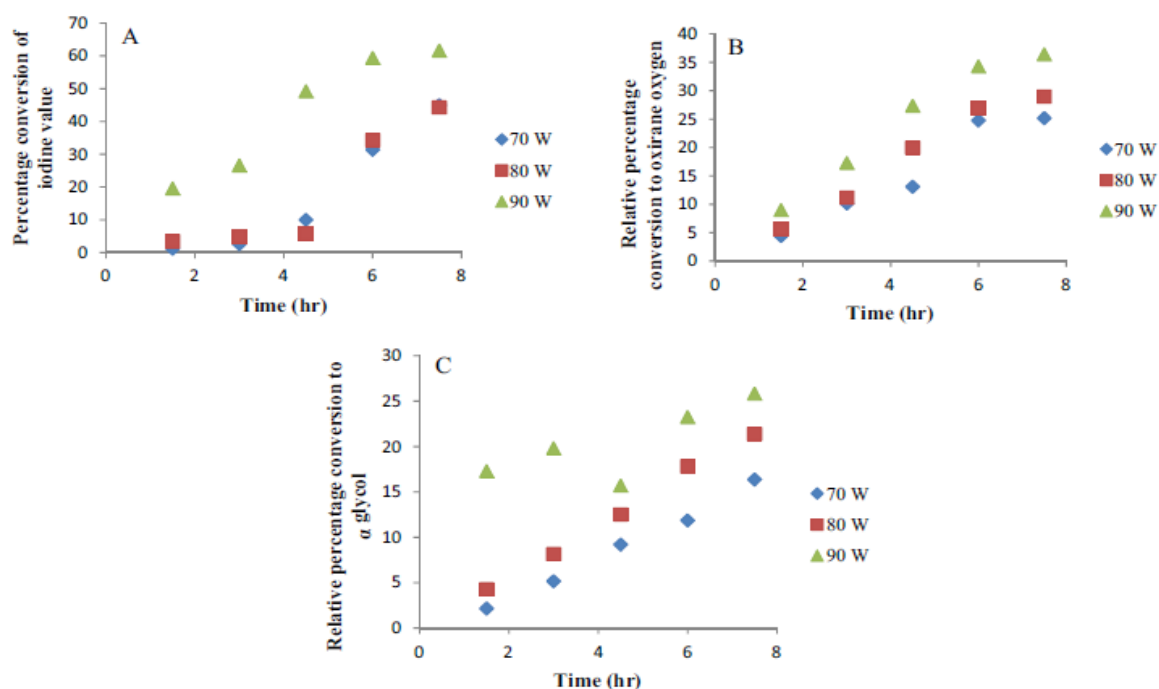 A
Percentage conversion of
iodine value
70
60
50
40
30
20
10
0
0 2 4 6 8
Time (hr)
70 W
80 W
90 W
B
Relative percentage
conversion to oxirane oxygen
40
35
30
25
20
15
10
5
0
0 2 4 6 8
Time (hr)
70 W
80 W
90 W
C
Relative percentage conversion to
α glycol
30
25
20
15
10
5
0
0 2 4 6 8
Time (hr)
70 W
80 W
90 W